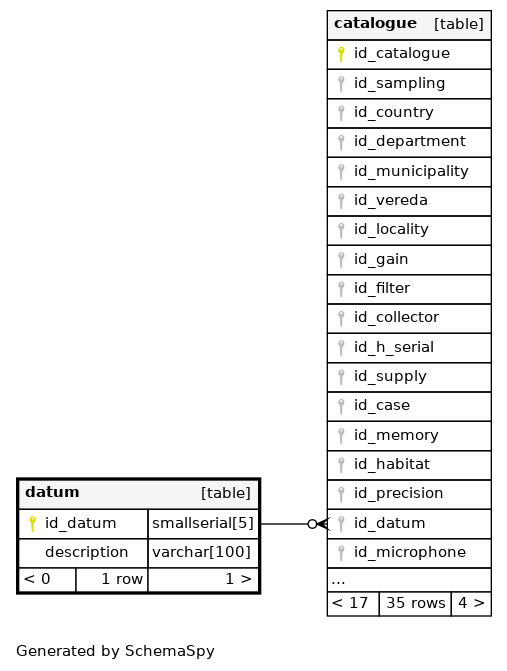 catalogue [table]
id_catalogue
id_sampling
id_country
id_department
id_municipality
id_vereda
id_locality
id_gain
id_filter
id_collector
id_h_serial
id_supply
id_case
id_memory
id_habitat
id_precision
id_datum
id_microphone
...
< 17 35 rows 4 >
datum [table]
id_datum smallserial[5]
description varchar[100]
< 0 1 row 1 >
Generated by SchemaSpy